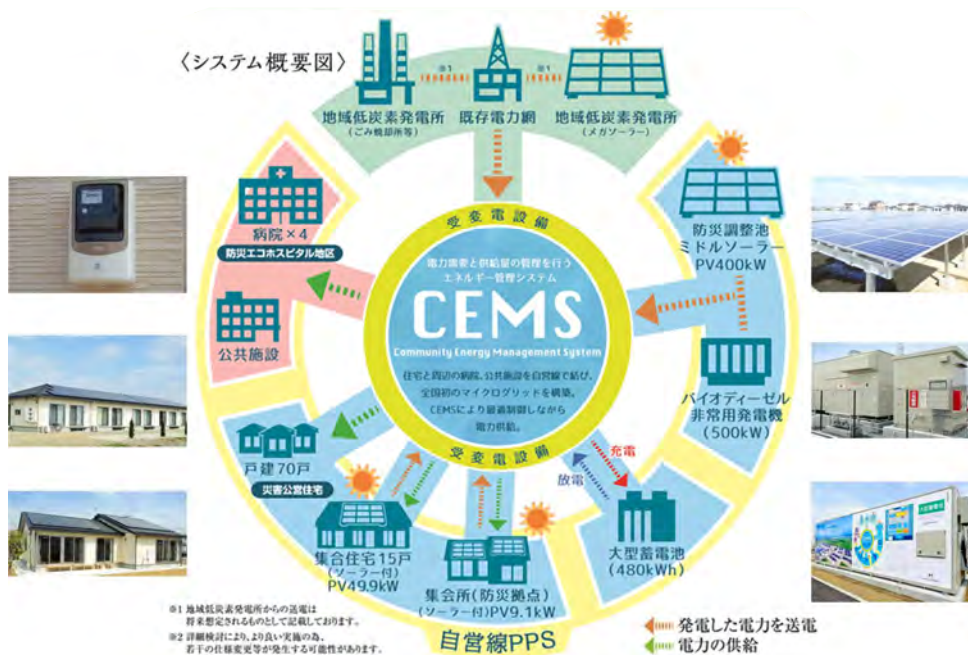 〈システム概要図〉
※1
※1
地域低炭素発電所
(ごみ焼却所等)
既存電力網
地域低炭素発電所
(メガソーラー)
受変電設備
病院×4
防災エコホスピタル地区
公共施設
防災調整池
ミドルソーラー
PV400kW
電力需要と供給量の管理を行う
エネルギー管理システム
CEMS
Community Energy Management System
住宅と周辺の病院、公共施設を自営線で結び、
全国初のマイクログリッドを構築。
CEMSにより最適制御しながら
電力供給。
受変電設備
バイオディーゼル
非常用発電機
(500kW)
戸建70戸
災害公営住宅
充電
放電
集合住宅15戸
(ソーラー付)
PV49.9kW
集会所(防災拠点)
(ソーラー付)PV9.1kW
大型蓄電池
(480kWh)
自営線PPS
※1 地域低炭素発電所からの送電は
将来想定されるものとして記載しております。
※2 詳細検討により、より良い実施の為、
若干の仕様変更等が発生する可能性があります。
発電した電力を送電
電力の供給